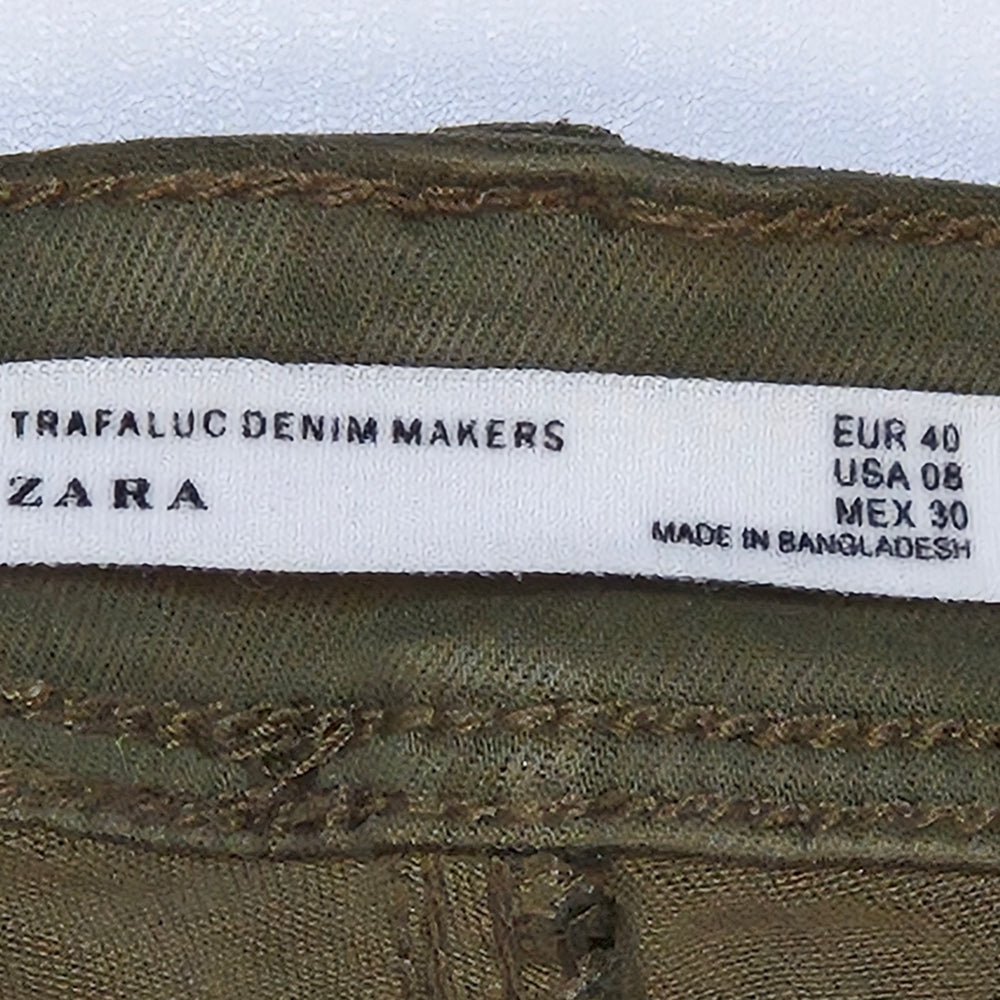 TRAFALUC DENIM MAKERS
ZARA
EUR 40
USA 08
MEX 30
MADE IN BANGLADESH